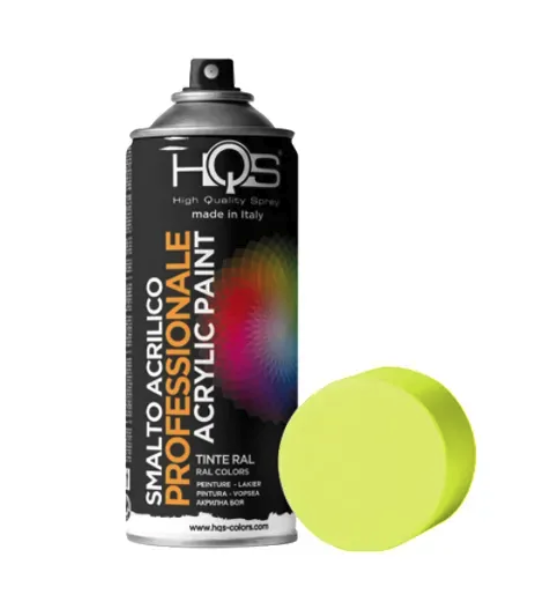 HQS®
High Quality Spray
made in Italy
SMALTO ACRILICO
PROFESSIONALE
ACRYLIC PAINT
TINTE RAL
RAL COLORS
PEINTURE - LAKIER
PINTURA - VOPSEA
АКРИЛНА БОЯ
www.hqs-colors.com